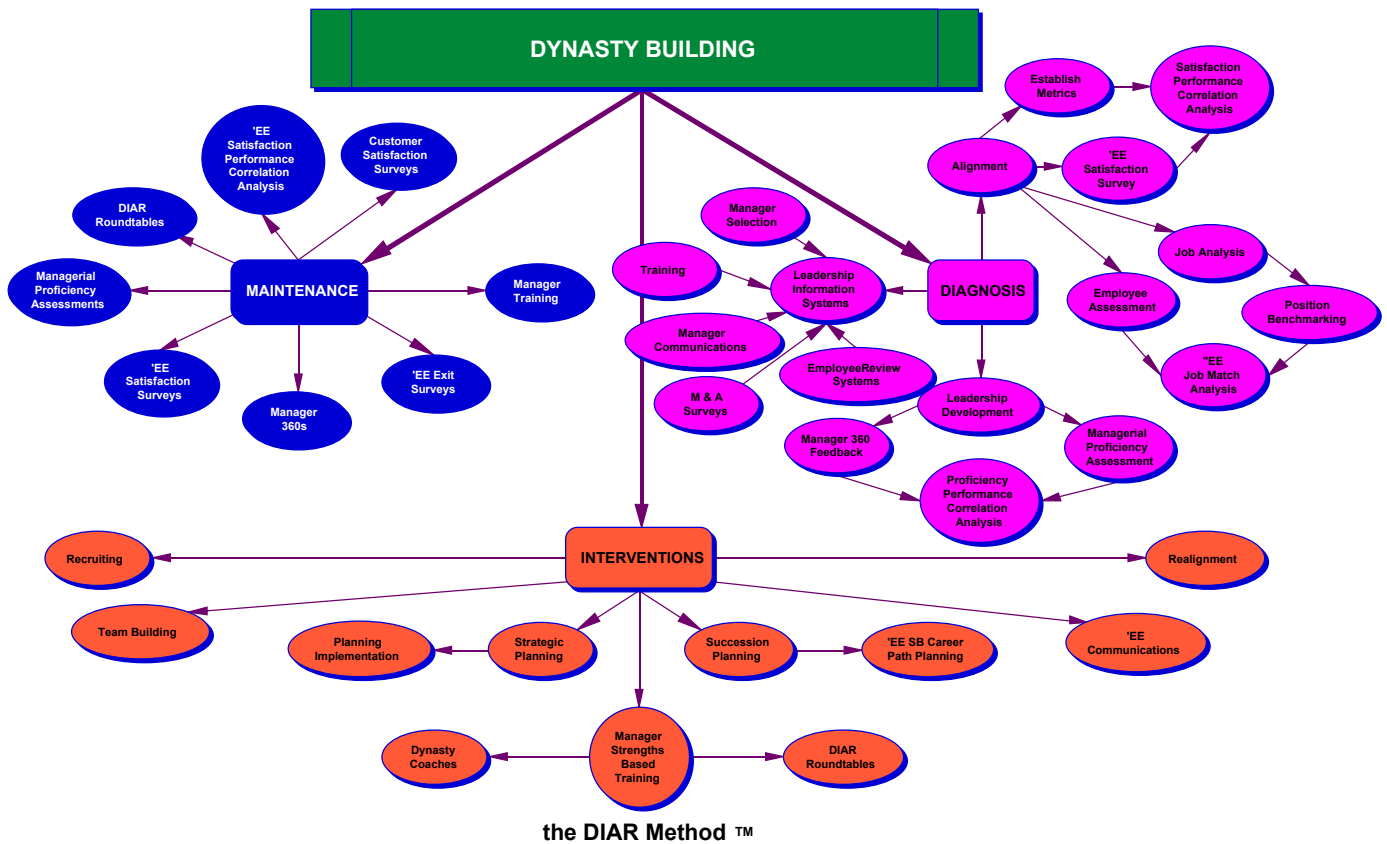 DYNASTY BUILDING
'EE
Satisfaction
Performance
Correlation
Analysis
Customer
Satisfaction
Surveys
DIAR
Roundtables
Managerial
Proficiency
Assessments
MAINTENANCE
Manager
Training
'EE
Satisfaction
Surveys
Manager
360s
'EE Exit
Surveys
Establish
Metrics
Satisfaction
Performance
Correlation
Analysis
Alignment
'EE
Satisfaction
Survey
Manager
Selection
Training
Leadership
Information
Systems
DIAGNOSIS
Job Analysis
Employee
Assessment
Position
Benchmarking
Manager
Communications
EmployeeReview
Systems
"EE
Job Match
Analysis
M & A
Surveys
Leadership
Development
Manager 360
Feedback
Managerial
Proficiency
Assessment
Proficiency
Performance
Correlation
Analysis
Recruiting
INTERVENTIONS
Realignment
Team Building
Planning
Implementation
Strategic
Planning
Succession
Planning
'EE SB Career
Path Planning
'EE
Communications
Dynasty
Coaches
Manager
Strengths
Based
Training
DIAR
Roundtables
the DIAR Method ™